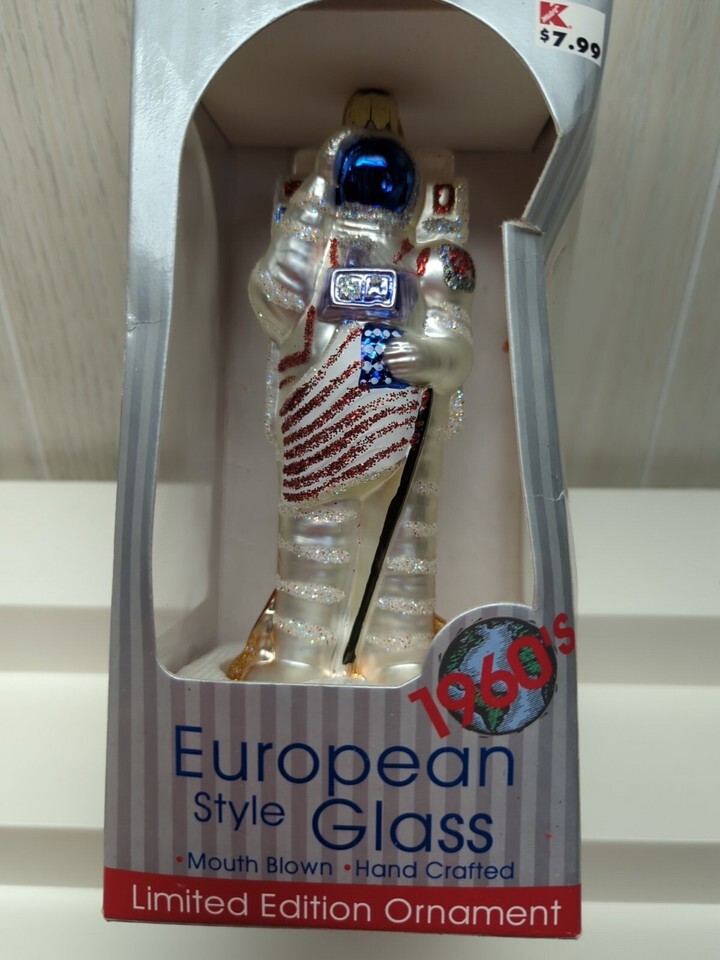 K
$7.99
1960's
European
Style Glass
•Mouth Blown •Hand Crafted
Limited Edition Ornament